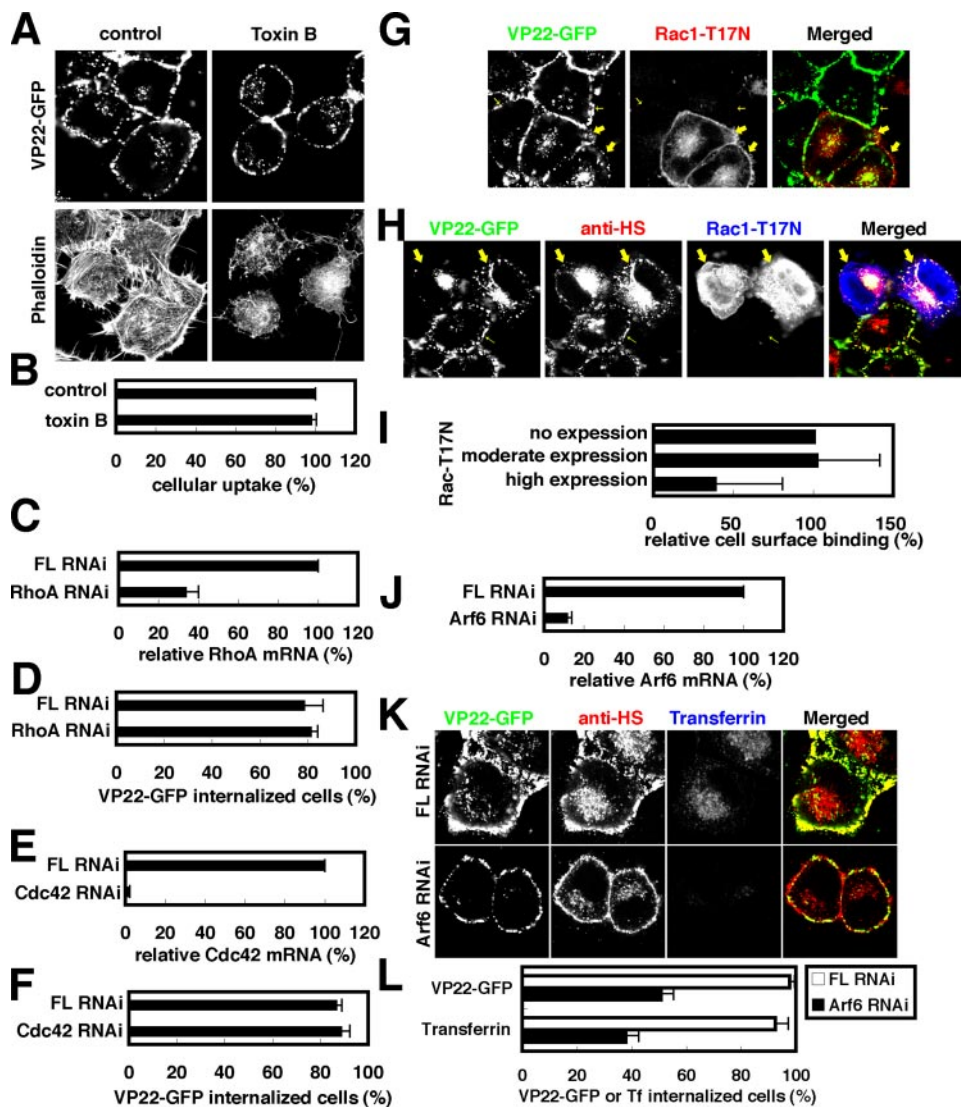 A
control Toxin B
VP22-GFP
Phalloidin
B
control
toxin B
0 20 40 60 80 100 120
cellular uptake (%)
C
FL RNAi
RhoA RNAi
0 20 40 60 80 100 120
relative RhoA mRNA (%)
D
FL RNAi
RhoA RNAi
0 20 40 60 80 100
VP22-GFP internalized cells (%)
E
FL RNAi
Cdc42 RNAi
0 20 40 60 80 100 120
relative Cdc42 mRNA (%)
F
FL RNAi
Cdc42 RNAi
0 20 40 60 80 100
VP22-GFP internalized cells (%)
G
VP22-GFP Rac1-T17N Merged
H
VP22-GFP anti-HS Rac1-T17N Merged
I
Rac-T17N
no expession
moderate expression
high expression
0 50 100 150
relative cell surface binding (%)
J
FL RNAi
Arf6 RNAi
0 20 40 60 80 100 120
relative Arf6 mRNA (%)
K
VP22-GFP anti-HS Transferrin Merged
FL RNAi
Arf6 RNAi
L
VP22-GFP
Transferrin
FL RNAi
Arf6 RNAi
0 20 40 60 80 100
VP22-GFP or Tf internalized cells (%)